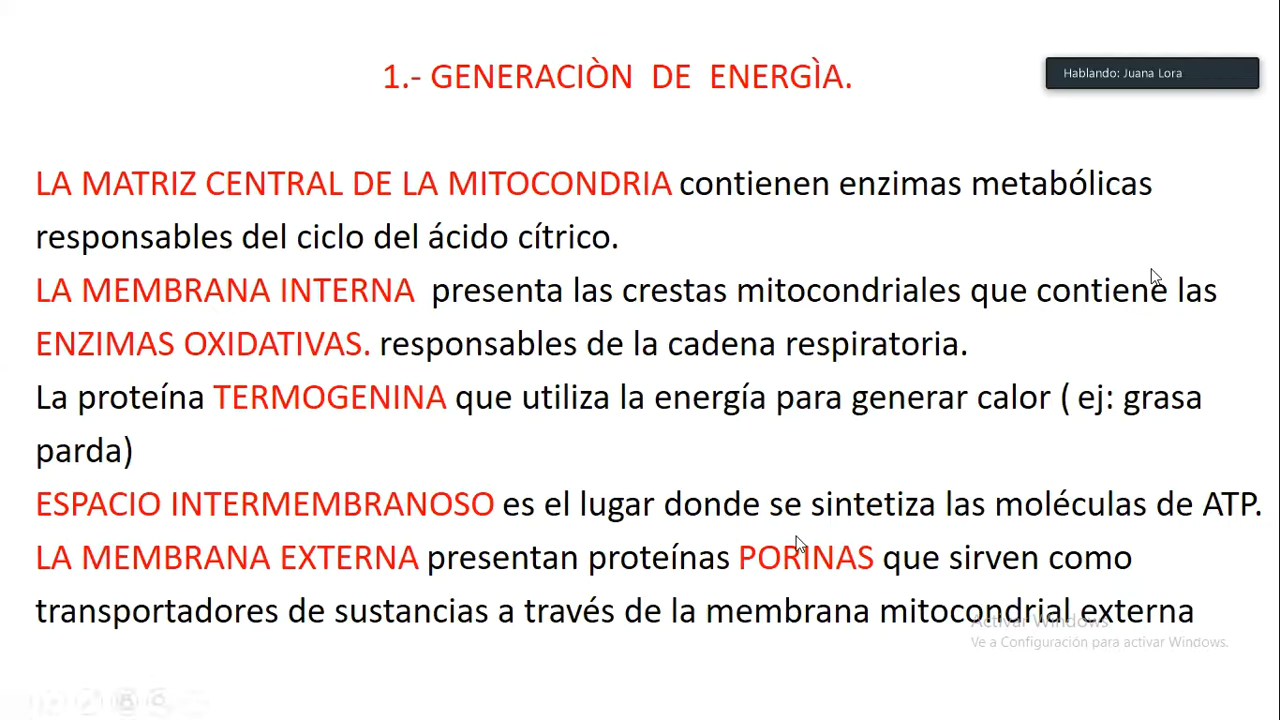 1.- GENERACIÒN DE ENERGÌA.
Hablando: Juana Lora
LA MATRIZ CENTRAL DE LA MITOCONDRIA contienen enzimas metabólicas
responsables del ciclo del ácido cítrico.
LA MEMBRANA INTERNA presenta las crestas mitocondriales que contiene las
ENZIMAS OXIDATIVAS. responsables de la cadena respiratoria.
La proteína TERMOGENINA que utiliza la energía para generar calor ( ej: grasa
parda)
ESPACIO INTERMEMBRANOSO es el lugar donde se sintetiza las moléculas de ATP.
LA MEMBRANA EXTERNA presentan proteínas PORINAS que sirven como
transportadores de sustancias a través de la membrana mitocondrial externa
Activar Windows
Ve a Configuración para activar Windows.